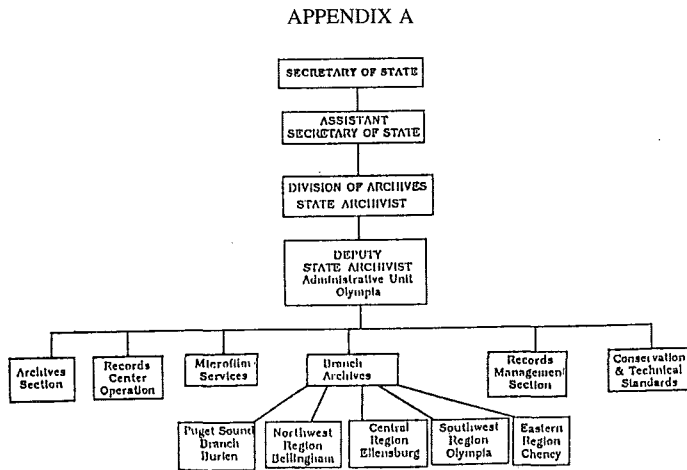 APPENDIX A
SECRETARY OF STATE
ASSISTANT
SECRETARY OF STATE
DIVISION OF ARCHIVES
STATE ARCHIVIST
DEPUTY
STATE ARCHIVIST
Administrative Unit
Olympia
Archives
Section
Records
Center
Operation
Microfilm
Services
Branch
Archives
Records
Management
Section
Conservation
& Technical
Standards
Puget Sound
Branch
Burien
Northwest
Region
Bellingham
Central
Region
Ellensburg
Southwest
Region
Olympia
Eastern
Region
Cheney